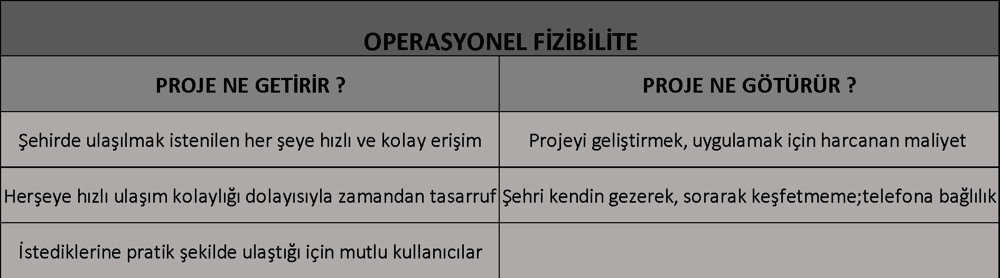 OPERASYONEL FİZİBİLİTE
PROJE NE GETİRİR ?
PROJE NE GÖTÜRÜR ?
Şehirde ulaşılmak istenilen her şeye hızlı ve kolay erişim
Projeyi geliştirmek, uygulamak için harcanan maliyet
Herşeye hızlı ulaşım kolaylığı dolayısıyla zamandan tasarruf
Şehri kendin gezerek, sorarak keşfetmeme;telefona bağlılık
İstediklerine pratik şekilde ulaştığı için mutlu kullanıcılar